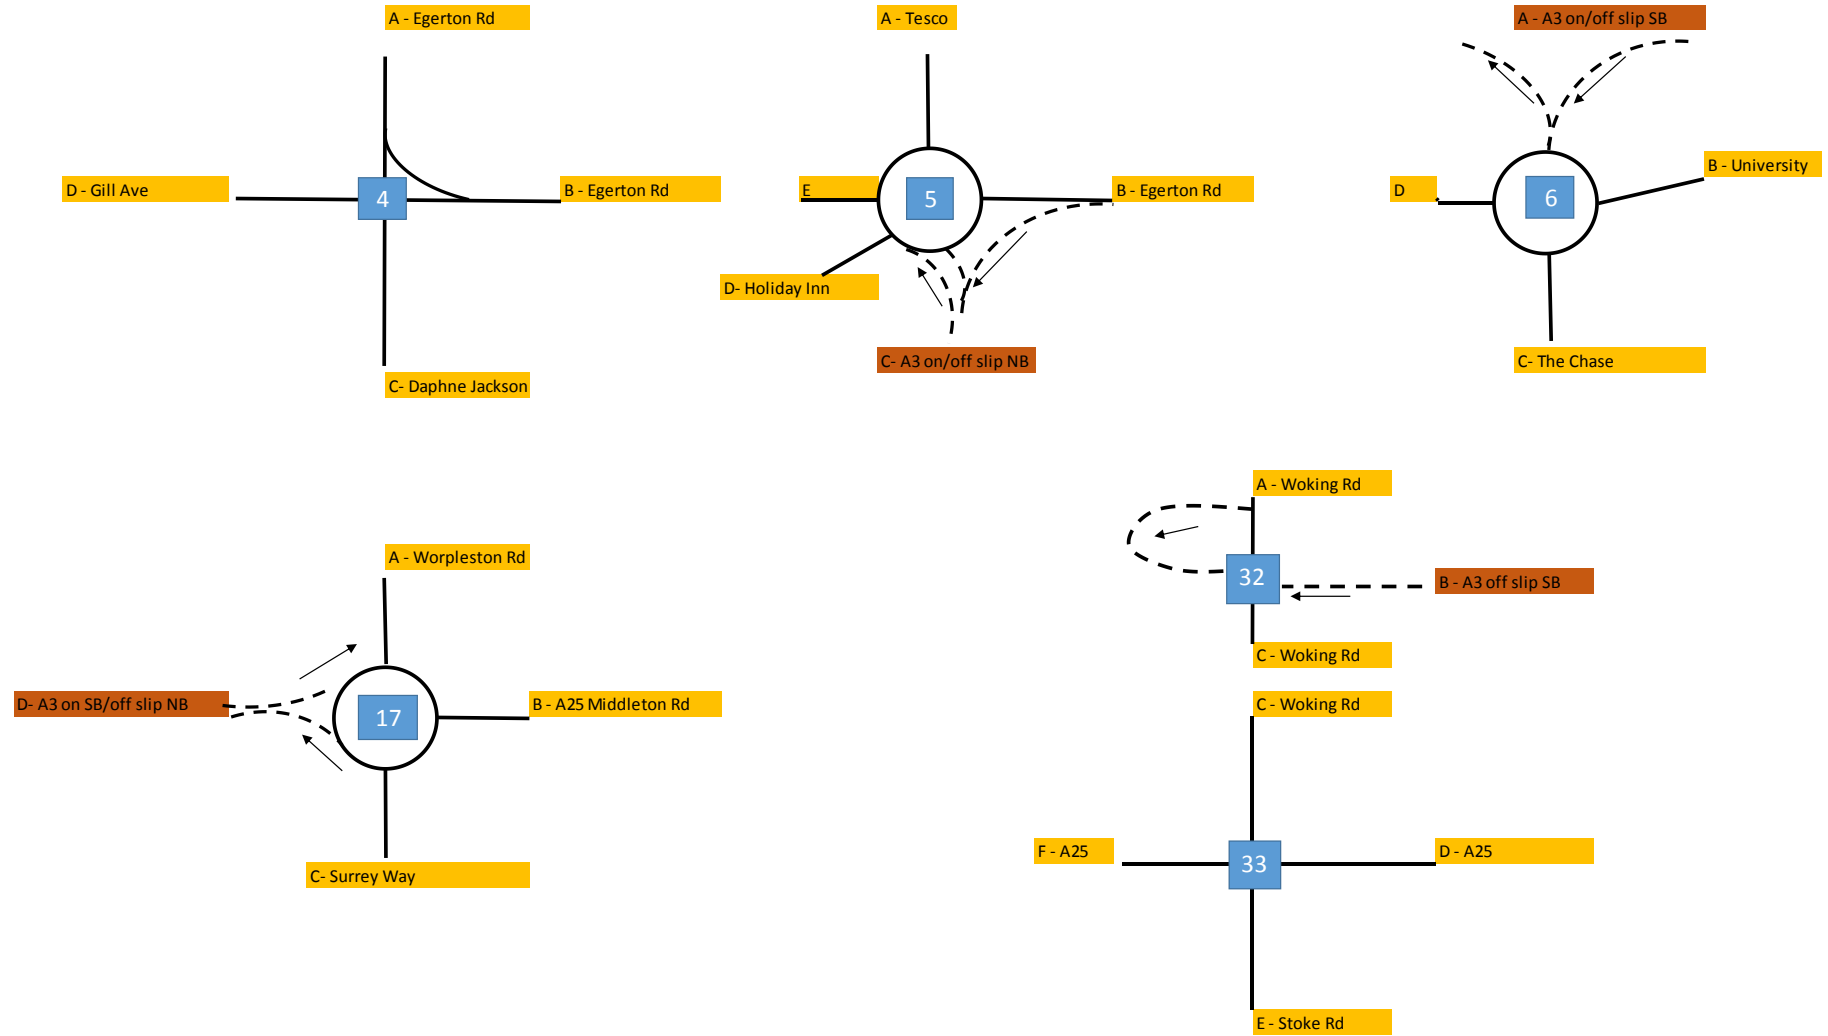 A - Egerton Rd
D - Gill Ave
4
B - Egerton Rd
C- Daphne Jackson
A - Tesco
E
5
B - Egerton Rd
D- Holiday Inn
C- A3 on/off slip NB
A - A3 on/off slip SB
B - University
D
6
C- The Chase
A - Worpleston Rd
D- A3 on SB/off slip NB
17
B - A25 Middleton Rd
C- Surrey Way
A - Woking Rd
32
B - A3 off slip SB
C - Woking Rd
C - Woking Rd
F - A25
33
D - A25
E - Stoke Rd